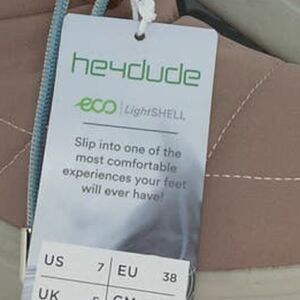 heydude
eco | LightSHELL
Slip into one of the
most comfortable
experiences your feet
will ever have!
US 7 EU 38
UK